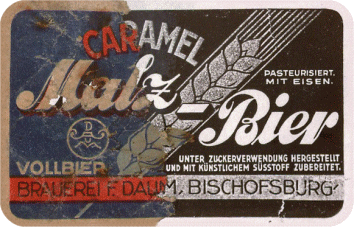 CARAMEL
Malz-Bier
PASTEURISIERT.
MIT EISEN.
VOLLBIER
UNTER ZUCKERVERWENDUNG HERGESTELLT
UND MIT KÜNSTLICHEM SÜSSTOFF ZUBEREITET.
BRAUEREI F. DAUM, BISCHOFSBURG